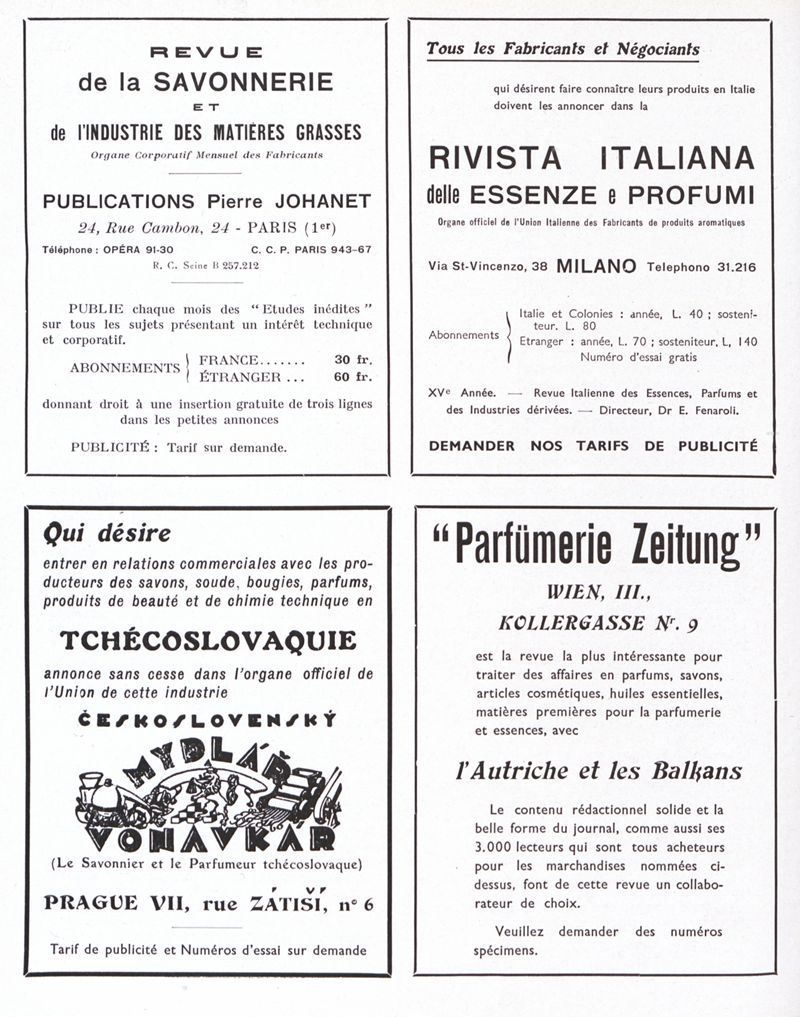 REVUE
de la SAVONNERIE
ET
de l'INDUSTRIE DES MATIÈRES GRASSES
Organe Corporatif Mensuel des Fabricants
PUBLICATIONS Pierre JOHANET
24, Rue Cambon, 24 - PARIS (1er)
Téléphone : OPÉRA 91-30 C. C. P. PARIS 943-67
R. C. Seine B 257.212
PUBLIE chaque mois des "Etudes inédites"
sur tous les sujets présentant un intérêt technique
et corporatif.
ABONNEMENTS { FRANCE....... 30 fr.
ÉTRANGER ... 60 fr.
donnant droit à une insertion gratuite de trois lignes
dans les petites annonces
PUBLICITÉ : Tarif sur demande.
Tous les Fabricants et Négociants
qui désirent faire connaître leurs produits en Italie
doivent les annoncer dans la
RIVISTA ITALIANA
delle ESSENZE e PROFUMI
Organe officiel de l'Union Italienne des Fabricants de produits aromatiques
Via St-Vincenzo, 38 MILANO Telephono 31.216
Abonnements { Italie et Colonies : année, L. 40 ; sosteni-
teur. L. 80
Etranger : année, L. 70 ; sosteniteur. L, 140
Numéro d'essai gratis
XVe Année. — Revue Italienne des Essences, Parfums et
des Industries dérivées. — Directeur, Dr E. Fenaroli.
DEMANDER NOS TARIFS DE PUBLICITÉ
Qui désire
entrer en relations commerciales avec les pro-
ducteurs des savons, soude, bougies, parfums,
produits de beauté et de chimie technique en
TCHÉCOSLOVAQUIE
annonce sans cesse dans l'organe officiel de
l'Union de cette industrie
ČESKOSLOVENSKÝ
MYDLÁŘ
VOŇAVKÁŘ
(Le Savonnier et le Parfumeur tchécoslovaque)
PRAGUE VII, rue ZÁTIŠÍ, n° 6
Tarif de publicité et Numéros d'essai sur demande
"Parfümerie Zeitung"
WIEN, III.,
KOLLERGASSE Nr. 9
est la revue la plus intéressante pour
traiter des affaires en parfums, savons,
articles cosmétiques, huiles essentielles,
matières premières pour la parfumerie
et essences, avec
l'Autriche et les Balkans
Le contenu rédactionnel solide et la
belle forme du journal, comme aussi ses
3.000 lecteurs qui sont tous acheteurs
pour les marchandises nommées ci-
dessus, font de cette revue un collabo-
rateur de choix.
Veuillez demander des numéros
spécimens.